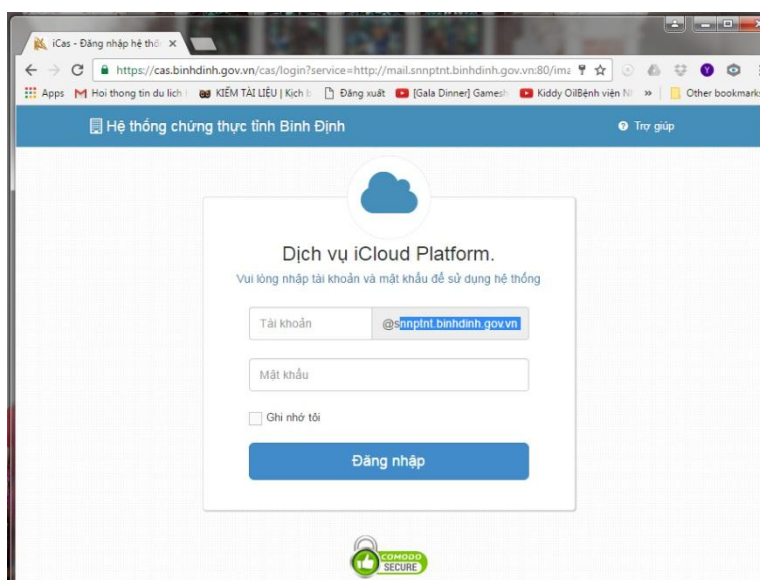 iCas - Đăng nhập hệ thố
https://cas.binhdinh.gov.vn/cas/login?service=http://mail.snnptnt.binhdinh.gov.vn:80/ima
Apps Hoi thong tin du lich KIẾM TÀI LIỆU | Kịch b Đăng xuất [Gala Dinner] Gamesh Kiddy OilBệnh viện N » Other bookmarks
Hệ thống chứng thực tỉnh Bình Định Trợ giúp
Dịch vụ iCloud Platform.
Vui lòng nhập tài khoản và mật khẩu để sử dụng hệ thống
Tài khoản @snnptnt.binhdinh.gov.vn
Mật khẩu
Ghi nhớ tôi
Đăng nhập
COMODO
SECURE